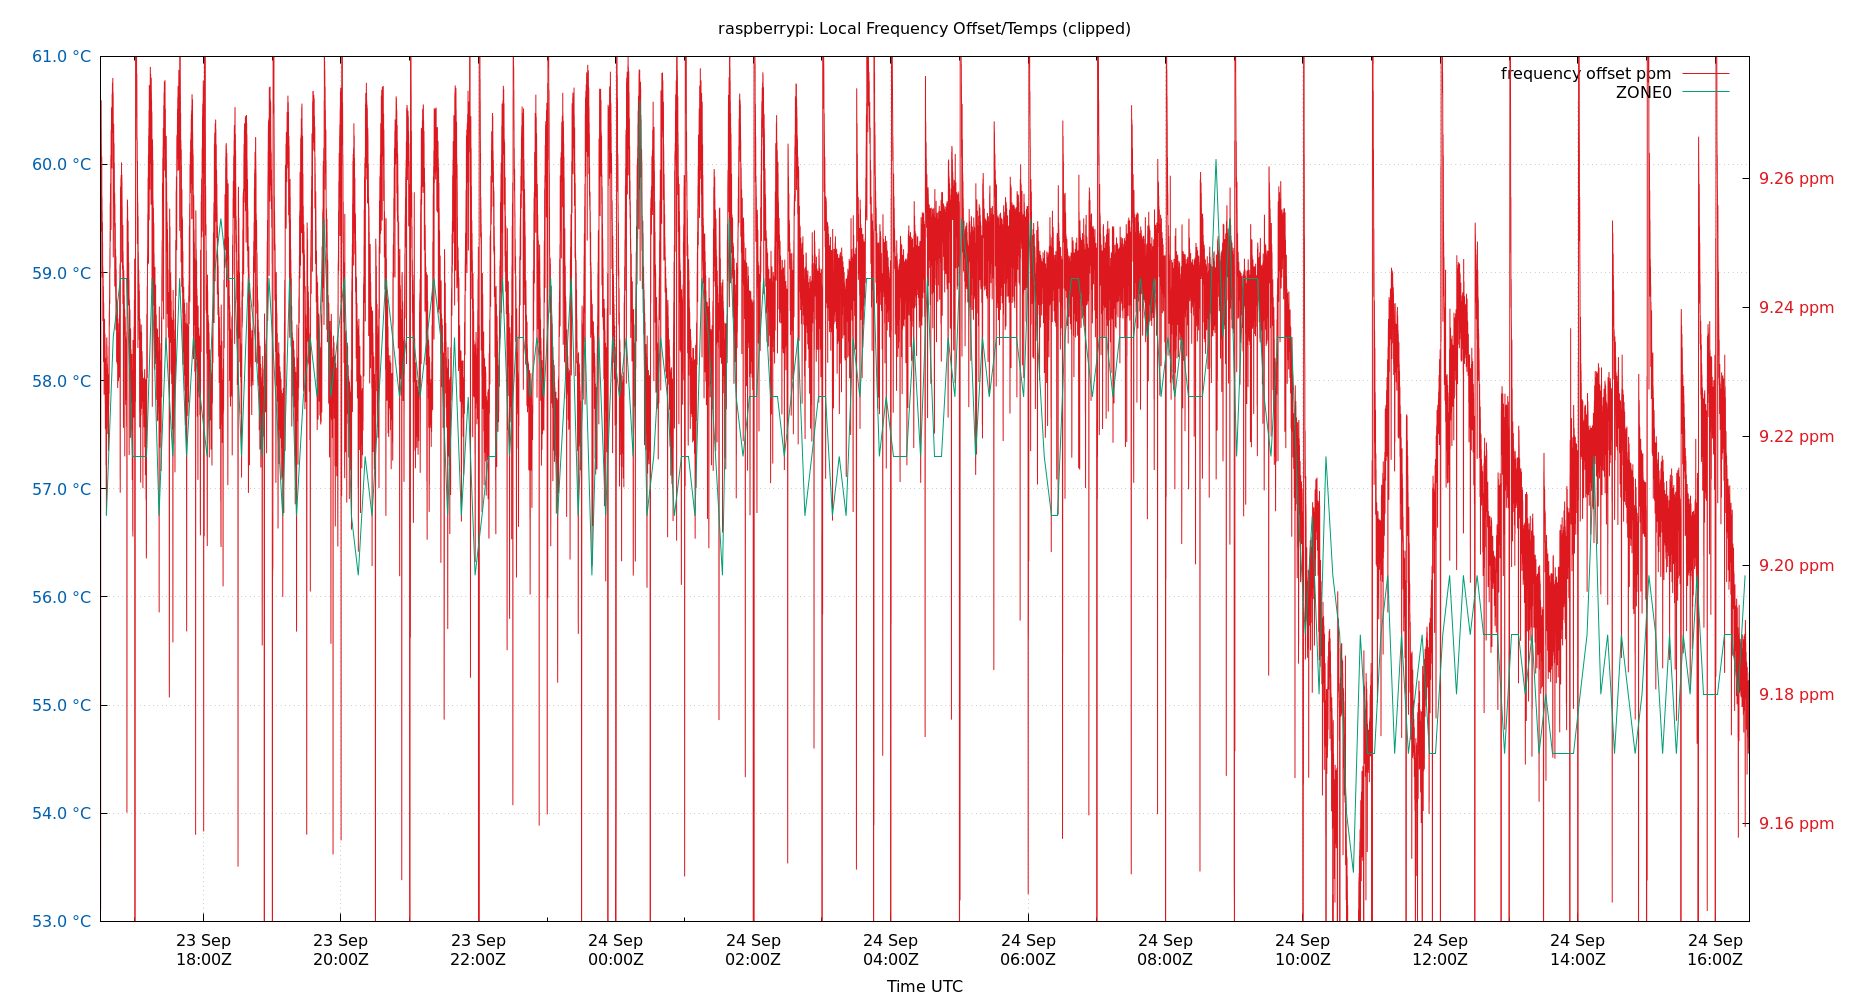 raspberrypi: Local Frequency Offset/Temps (clipped)
61.0 °C
60.0 °C
59.0 °C
58.0 °C
57.0 °C
56.0 °C
55.0 °C
54.0 °C
53.0 °C
frequency offset ppm
ZONE0
9.26 ppm
9.24 ppm
9.22 ppm
9.20 ppm
9.18 ppm
9.16 ppm
23 Sep 23 Sep 23 Sep 24 Sep 24 Sep 24 Sep 24 Sep 24 Sep 24 Sep 24 Sep 24 Sep 24 Sep
18:00Z 20:00Z 22:00Z 00:00Z 02:00Z 04:00Z 06:00Z 08:00Z 10:00Z 12:00Z 14:00Z 16:00Z
Time UTC